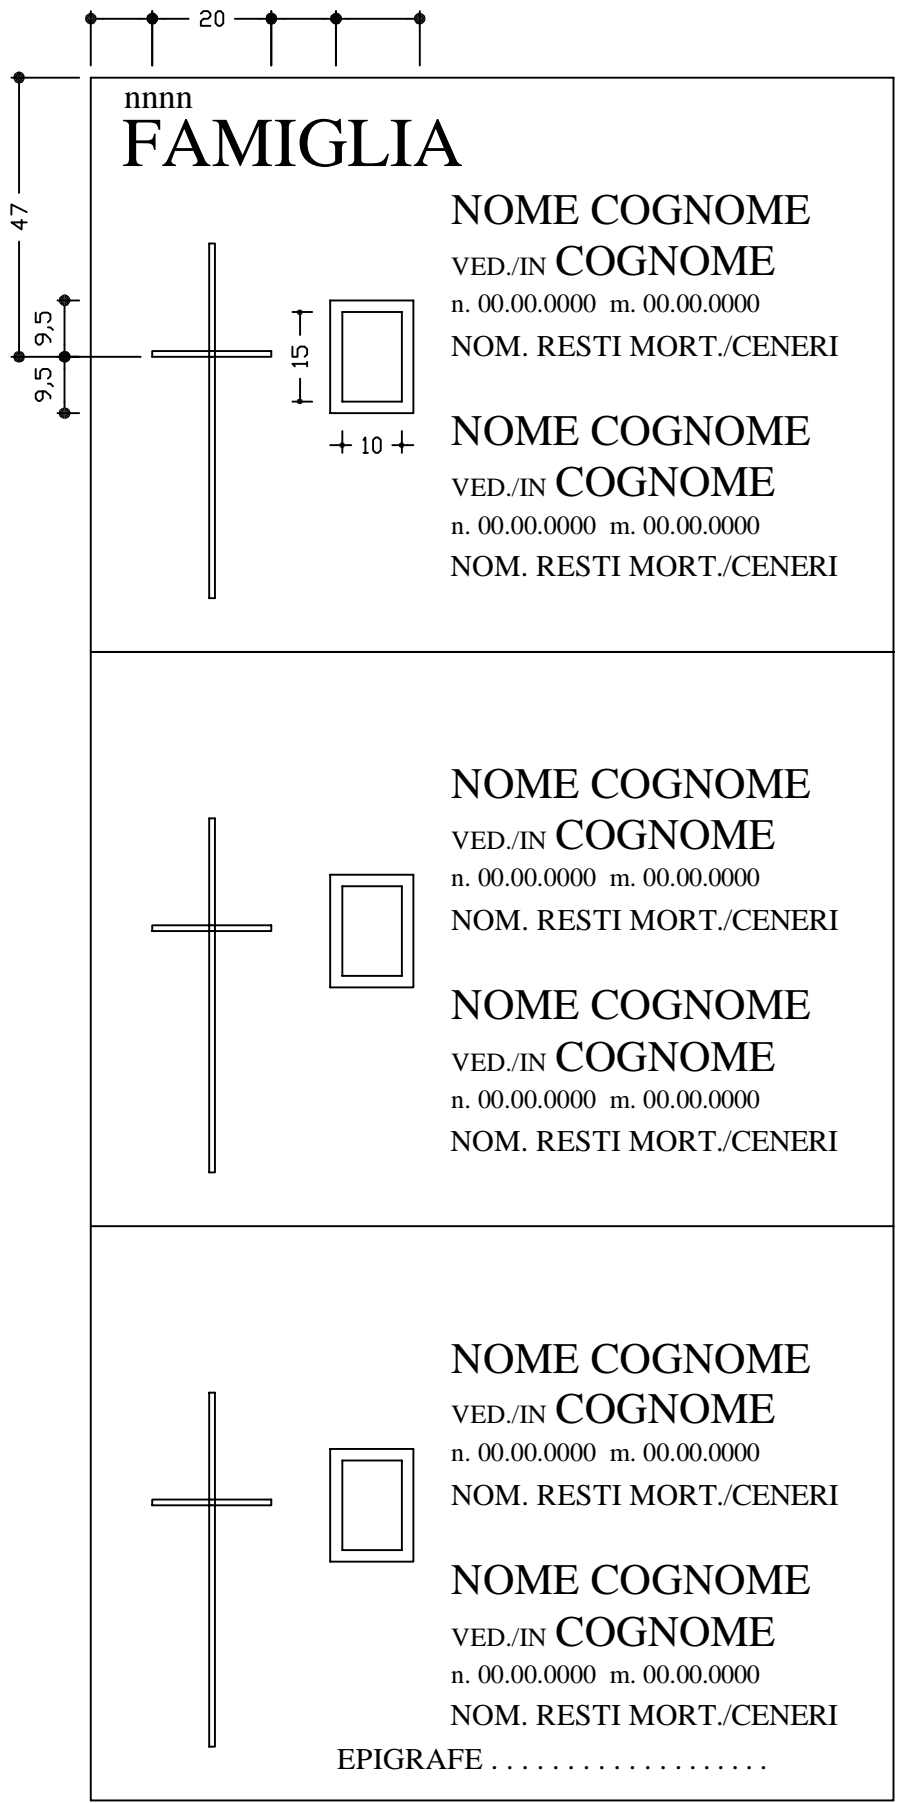 20
nnnn
FAMIGLIA
47
9,5
9,5
15
10
NOME COGNOME
VED./IN COGNOME
n. 00.00.0000 m. 00.00.0000
NOM. RESTI MORT./CENERI
NOME COGNOME
VED./IN COGNOME
n. 00.00.0000 m. 00.00.0000
NOM. RESTI MORT./CENERI
NOME COGNOME
VED./IN COGNOME
n. 00.00.0000 m. 00.00.0000
NOM. RESTI MORT./CENERI
NOME COGNOME
VED./IN COGNOME
n. 00.00.0000 m. 00.00.0000
NOM. RESTI MORT./CENERI
NOME COGNOME
VED./IN COGNOME
n. 00.00.0000 m. 00.00.0000
NOM. RESTI MORT./CENERI
NOME COGNOME
VED./IN COGNOME
n. 00.00.0000 m. 00.00.0000
NOM. RESTI MORT./CENERI
EPIGRAFE . . . . . . . . . . . . . . . . . . .